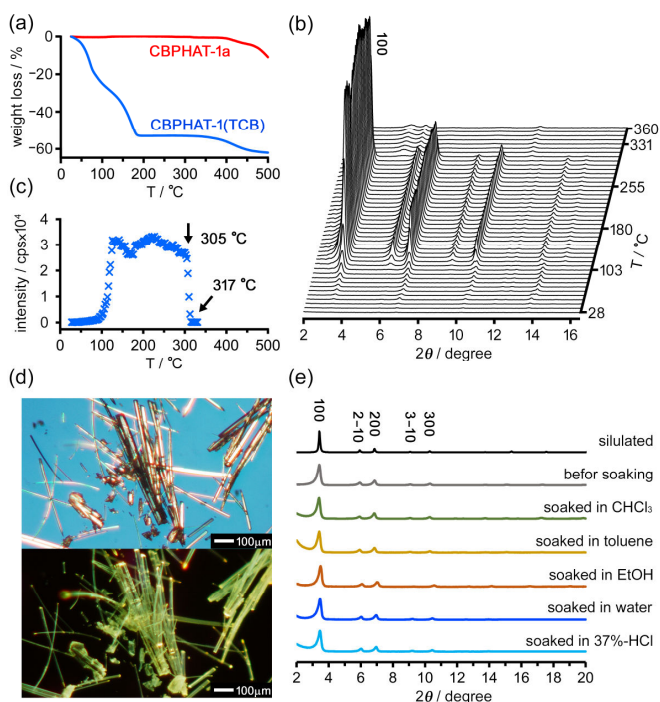 (a)
0
−20
−40
−60
weight loss / %
CBPHAT-1a
CBPHAT-1(TCB)
0 100 200 300 400 500
T / °C
(b)
100
360
331
255
180
103
28
T / °C
2 4 6 8 10 12 14 16
2θ / degree
(c)
4
3
2
1
0
intensity / cps×10⁴
305 °C
317 °C
0 100 200 300 400 500
T / °C
(d)
100μm
100μm
(e)
100
2–10
200
3–10
300
silulated
befor soaking
soaked in CHCl₃
soaked in toluene
soaked in EtOH
soaked in water
soaked in 37%-HCl
2 4 6 8 10 12 14 16 18 20
2θ / degree